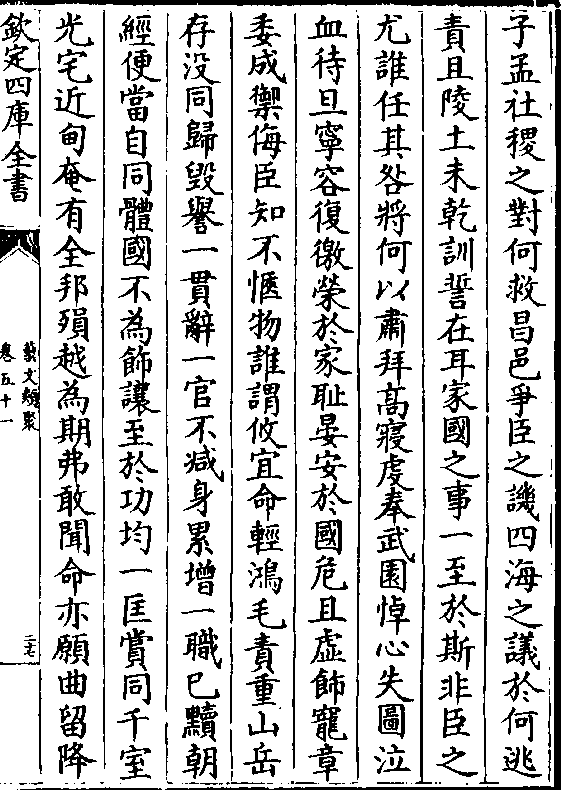 子孟社稷之對何救昌邑爭臣之譏四海之議於何逃
責且陵土未乾訓誓在耳家國之事一至於斯非臣之
尤誰任其咎將何以肅拜高寢虔奉武園悼心失圖泣
血待旦寧容復徼榮於家耻晏安於國危且虛飾寵章
委成禦侮臣知不愜物誰謂攸宜命輕鴻毛責重山岳
存没同歸毀譽一貫辭一官不减身累增一職已黷朝
經便當自同體國不為飾讓至於功均一匡賞同千室
光宅近甸奄有全邦殞越為期弗敢聞命亦願曲留降
欽定四庫全書
藝文類聚
卷五十一
二七